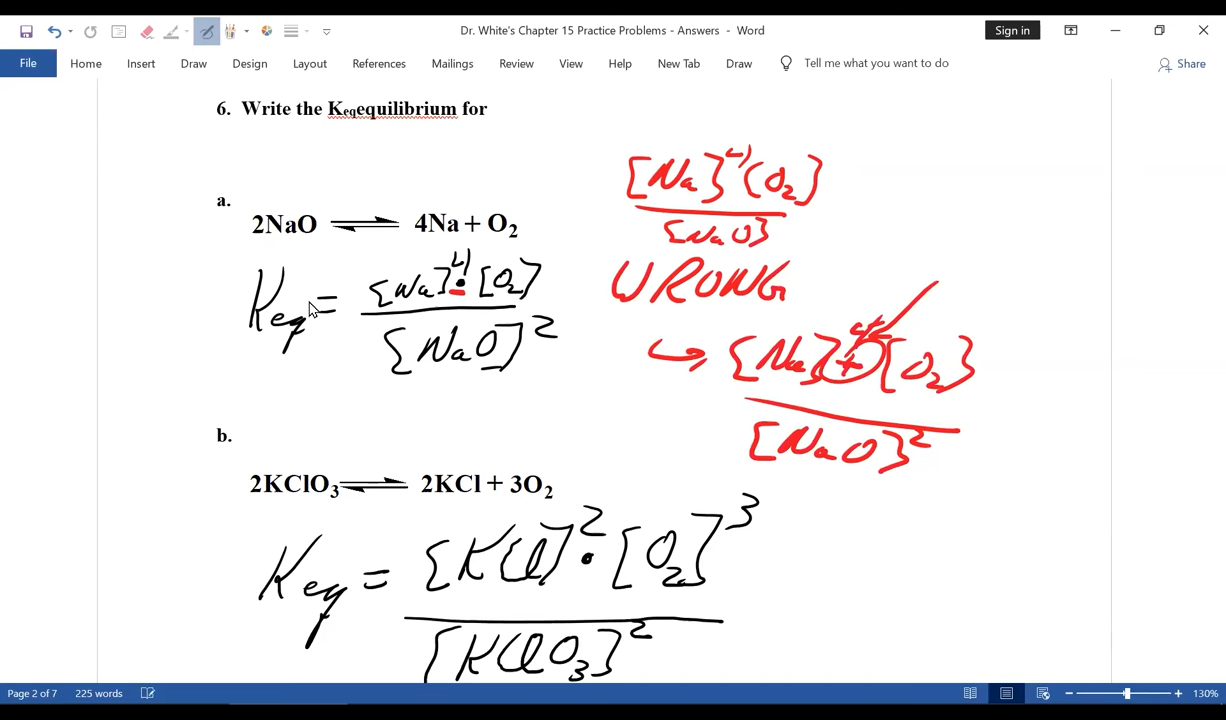 Dr. White's Chapter 15 Practice Problems - Answers - Word
Sign in
File Home Insert Draw Design Layout References Mailings Review View Help New Tab Draw Tell me what you want to do Share
6. Write the Keqequilibrium for
a.
2NaO ⇌ 4Na + O₂
Keq = [Na]⁴ • [O₂]
[NaO]²
[Na]⁴ [O₂]
[NaO]
WRONG
↪ [Na]⁴ + [O₂]
[NaO]²
b.
2KClO₃ ⇌ 2KCl + 3O₂
Keq = [KCl]² • [O₂]³
[KClO₃]²
Page 2 of 7 225 words 130%